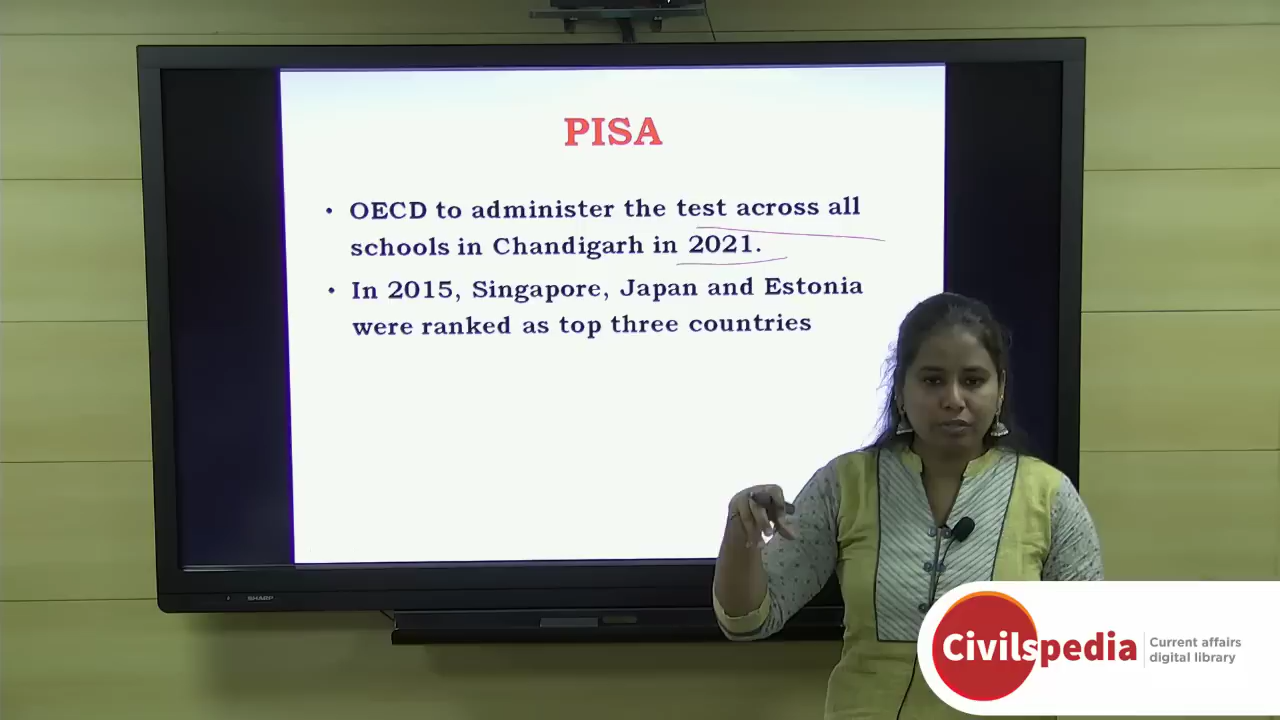 PISA
• OECD to administer the test across all
schools in Chandigarh in 2021.
• In 2015, Singapore, Japan and Estonia
were ranked as top three countries
SHARP
Civilspedia
Current affairs
digital library